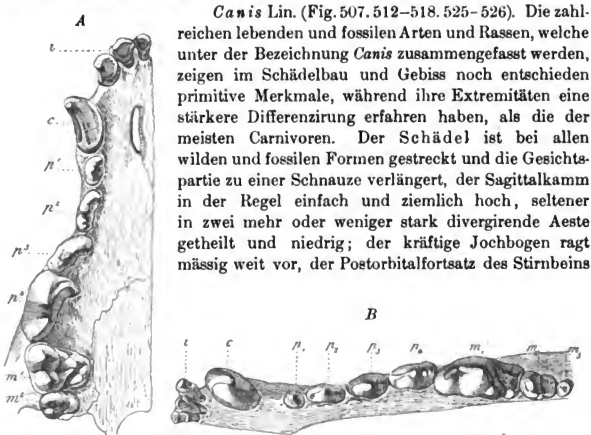 Canis Lin. (Fig. 507. 512–518. 525–526). Die zahl-
reichen lebenden und fossilen Arten und Rassen, welche
unter der Bezeichnung Canis zusammengefasst werden,
zeigen im Schädelbau und Gebiss noch entschieden
primitive Merkmale, während ihre Extremitäten eine
stärkere Differenzirung erfahren haben, als die der
meisten Carnivoren. Der Schädel ist bei allen
wilden und fossilen Formen gestreckt und die Gesichts-
partie zu einer Schnauze verlängert, der Sagittalkamm
in der Regel einfach und ziemlich hoch, seltener
in zwei mehr oder weniger stark divergirende Aeste
getheilt und niedrig; der kräftige Jochbogen ragt
mässig weit vor, der Postorbitalfortsatz des Stirnbeins
A
i
c
p¹
p²
p³
p⁴
m¹
m²
B
i c p₁ p₂ p₃ p₄ m m m₃